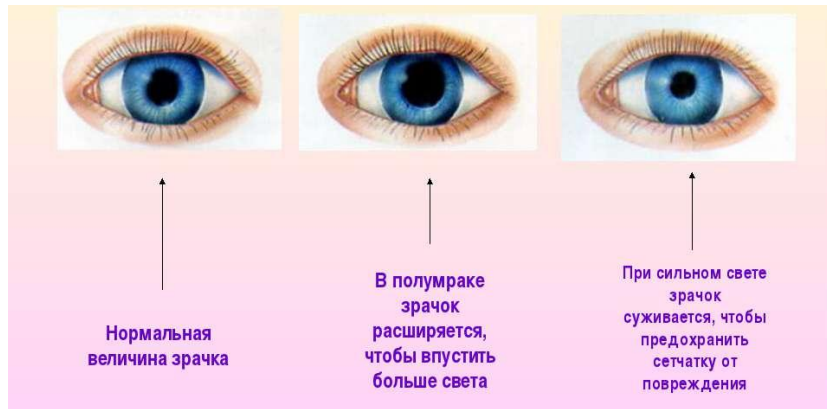 Нормальная
величина зрачка
В полумраке
зрачок
расширяется,
чтобы впустить
больше света
При сильном свете
зрачок
суживается, чтобы
предохранить
сетчатку от
повреждения